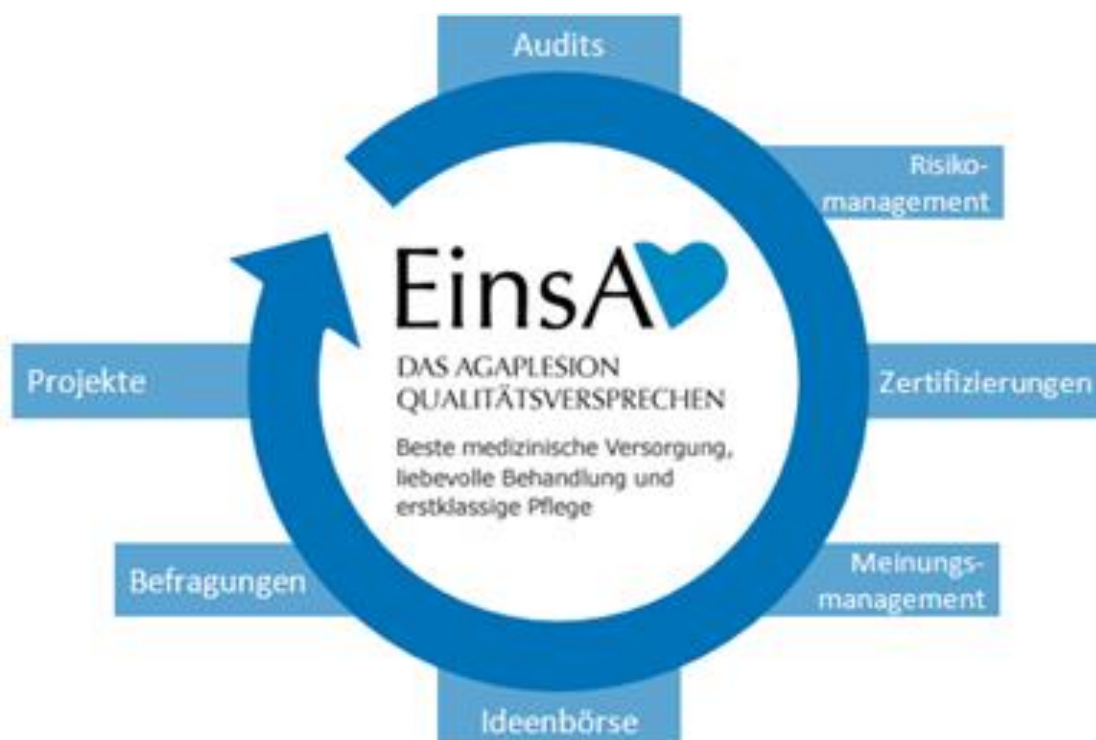 Audits
Risiko-
management
EinsA
DAS AGAPLESION
QUALITÄTSVERSPRECHEN
Beste medizinische Versorgung,
liebevolle Behandlung und
erstklassige Pflege
Projekte
Zertifizierungen
Befragungen
Meinungs-
management
Ideenbörse